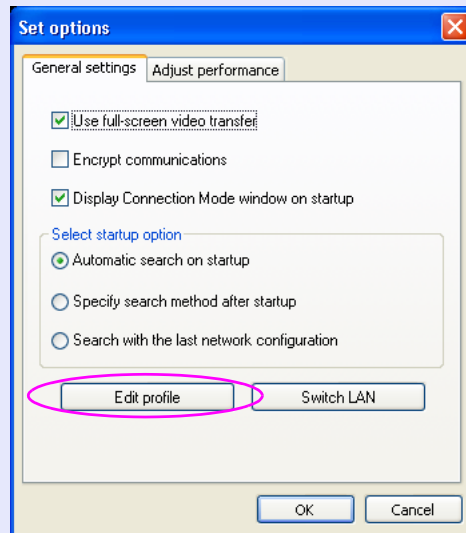 Set options
General settings Adjust performance
Use full-screen video transfer
Encrypt communications
Display Connection Mode window on startup
Select startup option
Automatic search on startup
Specify search method after startup
Search with the last network configuration
Edit profile Switch LAN
OK Cancel